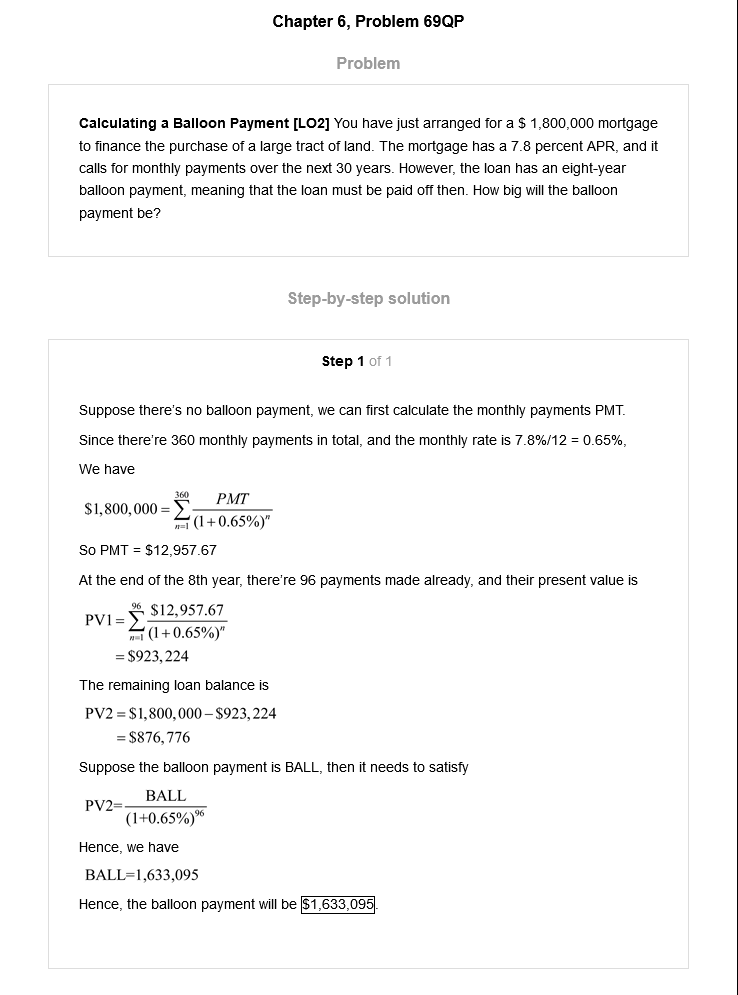 Chapter 6, Problem 69QP
Problem
Calculating a Balloon Payment [LO2] You have just arranged for a $ 1,800,000 mortgage
to finance the purchase of a large tract of land. The mortgage has a 7.8 percent APR, and it
calls for monthly payments over the next 30 years. However, the loan has an eight-year
balloon payment, meaning that the loan must be paid off then. How big will the balloon
payment be?
Step-by-step solution
Step 1 of 1
Suppose there's no balloon payment, we can first calculate the monthly payments PMT.
Since there're 360 monthly payments in total, and the monthly rate is 7.8%/12 = 0.65%,
We have
$1,800,000 = ∑_{n=1}^{360} PMT/(1+0.65%)^n
So PMT = $12,957.67
At the end of the 8th year, there're 96 payments made already, and their present value is
PV1 = ∑_{n=1}^{96} $12,957.67/(1+0.65%)^n
= $923,224
The remaining loan balance is
PV2 = $1,800,000 – $923,224
= $876,776
Suppose the balloon payment is BALL, then it needs to satisfy
PV2= BALL/(1+0.65%)^96
Hence, we have
BALL=1,633,095
Hence, the balloon payment will be $1,633,095.